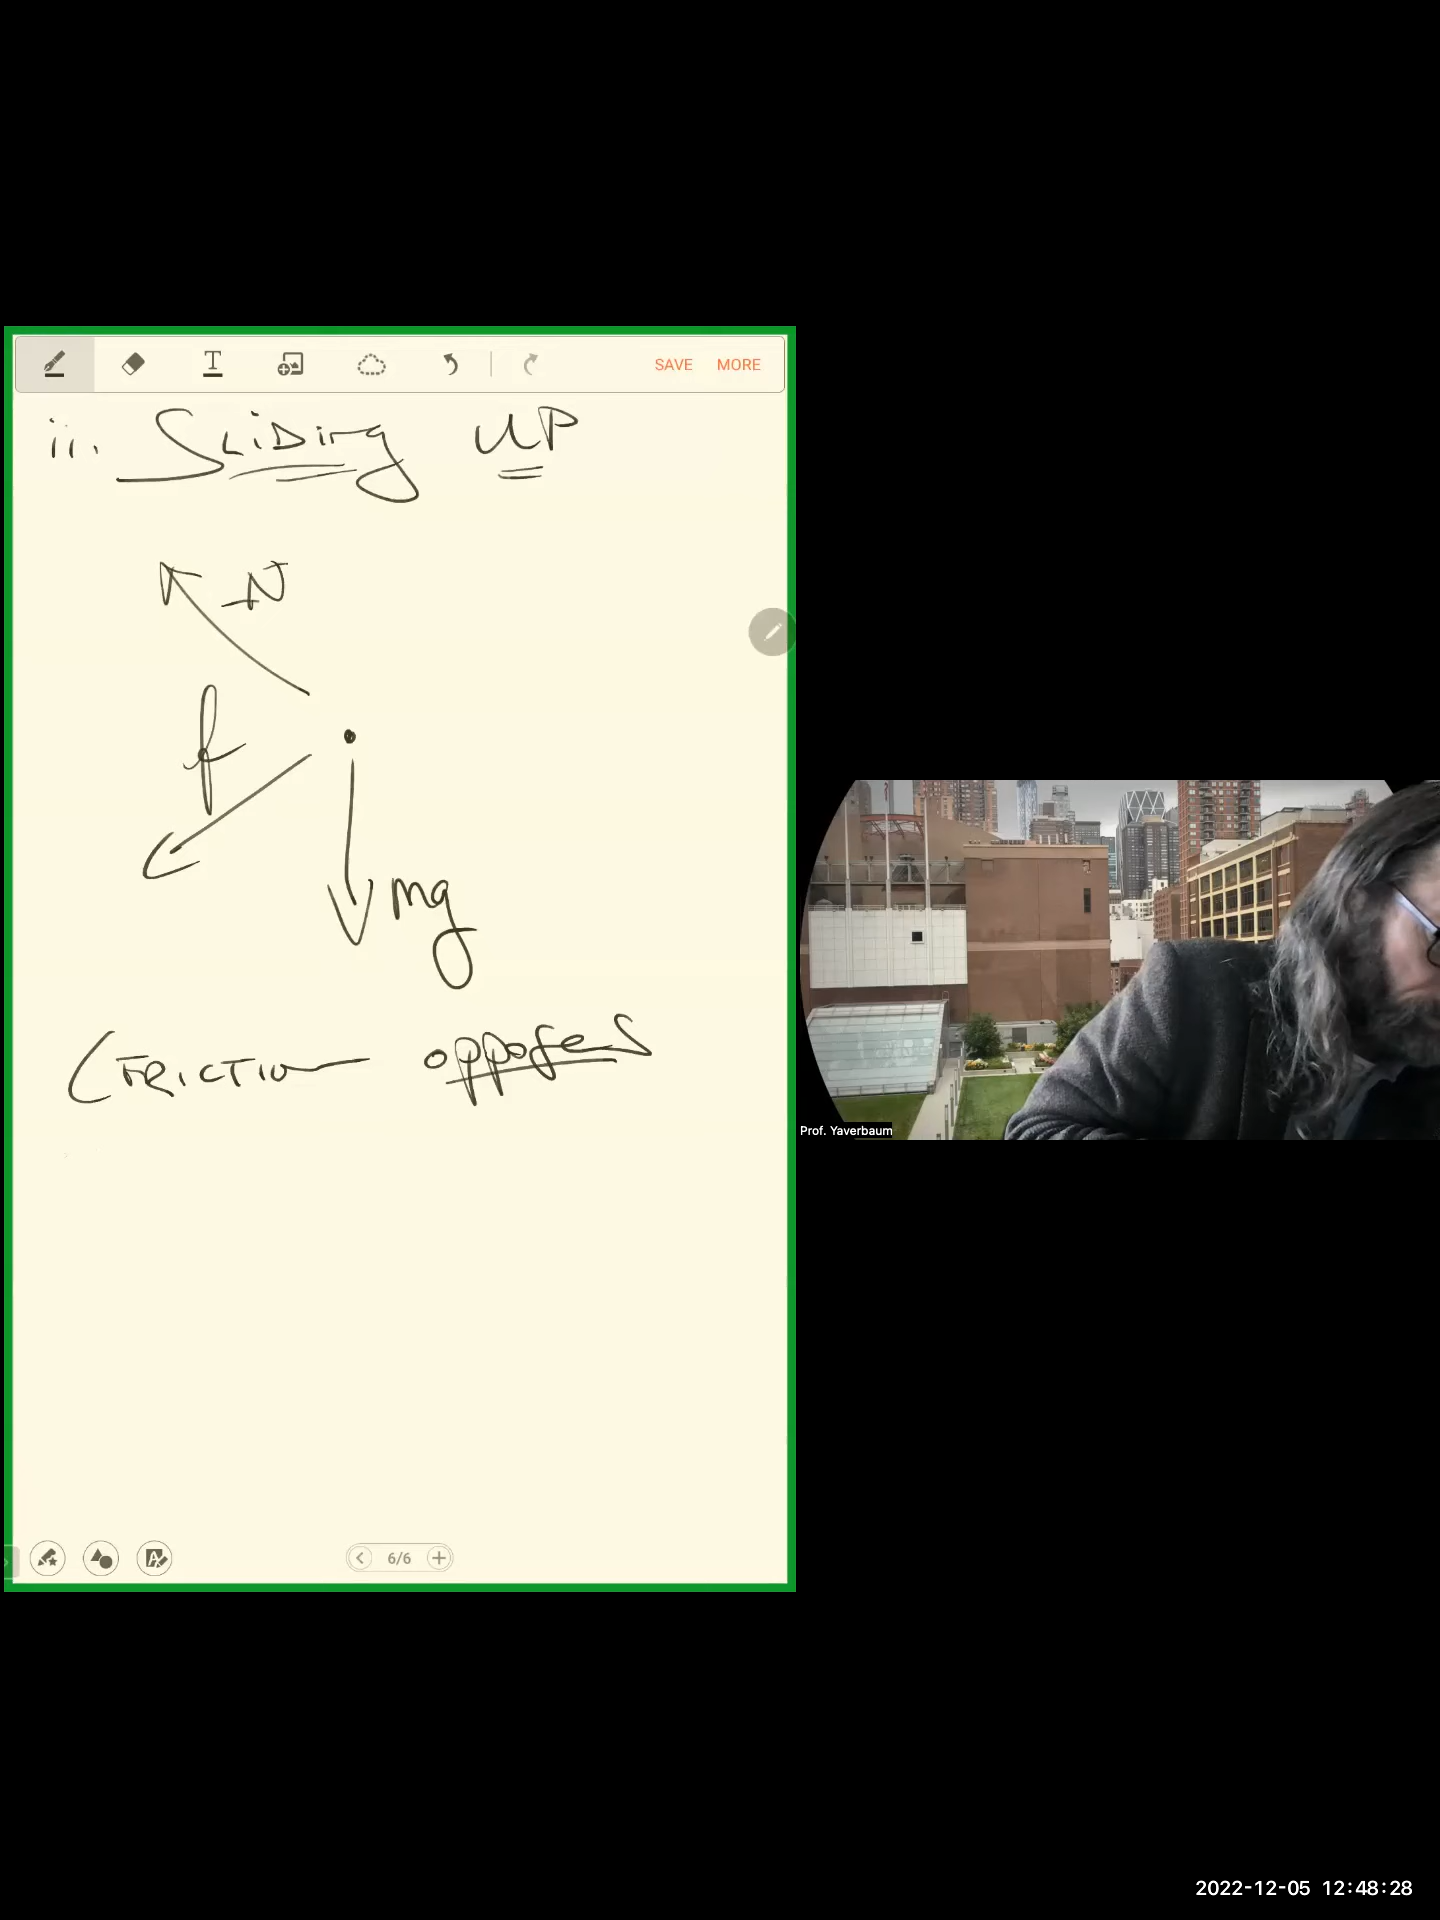 T
SAVE
MORE
ii. SLiDing UP
N
f
mg
(FRICTION opposes
Prof. Yaverbaum
A
6/6
2022-12-05 12:48:28